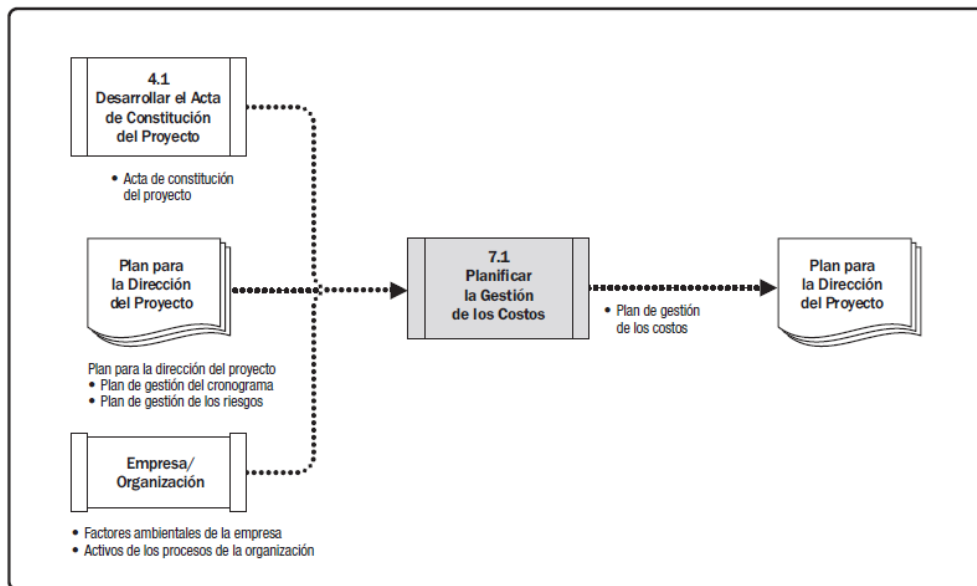 4.1
Desarrollar el Acta
de Constitución
del Proyecto
• Acta de constitución
del proyecto
Plan para
la Dirección
del Proyecto
Plan para la dirección del proyecto
• Plan de gestión del cronograma
• Plan de gestión de los riesgos
Empresa/
Organización
• Factores ambientales de la empresa
• Activos de los procesos de la organización
7.1
Planificar
la Gestión
de los Costos
• Plan de gestión
de los costos
Plan para
la Dirección
del Proyecto